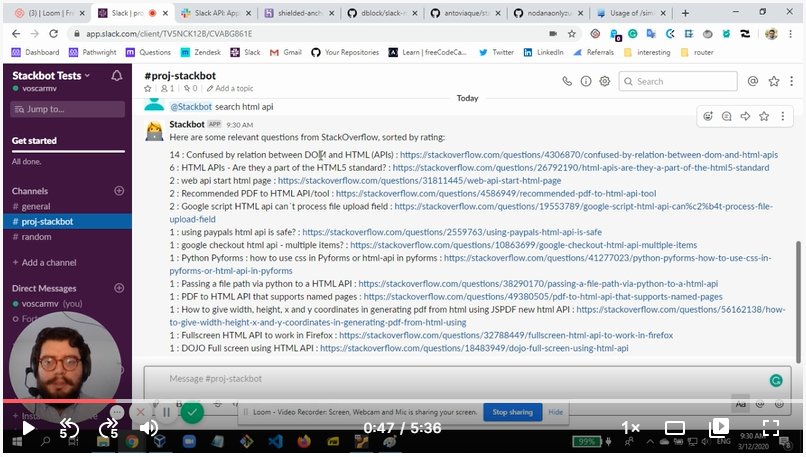 (3) Loom | Fre
Slack | pro
Slack API: App
shielded-anch
dblock/slack-r
antoviaque/st
nodanaonlyzu
Usage of /sim
app.slack.com/client/TV5NCK12B/CVABG861E
Dashboard
Pathwright
Questions
Zendesk
Slack
Gmail
Your Repositories
Learn | freeCodeCa...
Twitter
LinkedIn
Referrals
interesting
router
Stackbot Tests
voscarmv
Jump to...
Get started
All done.
Channels
# general
# proj-stackbot
# random
+ Add a channel
Direct Messages
voscarmv (you)
#proj-stackbot
1
0
Add a topic
Search
Today
@Stackbot search html api
Stackbot APP 9:30 AM
Here are some relevant questions from StackOverflow, sorted by rating:
14 : Confused by relation between DOM and HTML (APIs) : https://stackoverflow.com/questions/4306870/confused-by-relation-between-dom-and-html-apis
6 : HTML APIs - Are they a part of the HTML5 standard? : https://stackoverflow.com/questions/26792190/html-apis-are-they-a-part-of-the-html5-standard
2 : web api start html page : https://stackoverflow.com/questions/31811445/web-api-start-html-page
2 : Recommended PDF to HTML API/tool : https://stackoverflow.com/questions/4586949/recommended-pdf-to-html-api-tool
2 : Google script HTML api can´t process file upload field : https://stackoverflow.com/questions/19553789/google-script-html-api-can%c2%b4t-process-file-
upload-field
1 : using paypals html api is safe? : https://stackoverflow.com/questions/2559763/using-paypals-html-api-is-safe
1 : google checkout html api - multiple items? : https://stackoverflow.com/questions/10863699/google-checkout-html-api-multiple-items
1 : Python Pyforms : how to use css in Pyforms or html-api in pyforms : https://stackoverflow.com/questions/41277023/python-pyforms-how-to-use-css-in-
pyforms-or-html-api-in-pyforms
1 : Passing a file path via python to a HTML API : https://stackoverflow.com/questions/38290170/passing-a-file-path-via-python-to-a-html-api
1 : PDF to HTML API that supports named pages : https://stackoverflow.com/questions/49380505/pdf-to-html-api-that-supports-named-pages
1 : How to give width, height, x and y coordinates in generating pdf from html using JSPDF new html API : https://stackoverflow.com/questions/56162138/how-
to-give-width-height-x-and-y-coordinates-in-generating-pdf-from-html-using
1 : Fullscreen HTML API to work in Firefox : https://stackoverflow.com/questions/32788449/fullscreen-html-api-to-work-in-firefox
1 : DOJO Full screen using HTML API : https://stackoverflow.com/questions/18483949/dojo-full-screen-using-html-api
Message #proj-stackbot
Aa
Loom - Video Recorder: Screen, Webcam and Mic is sharing your screen.
Stop sharing
Hide
5
5
0:47 / 5:36
1×
99%
9:30 AM
3/12/2020